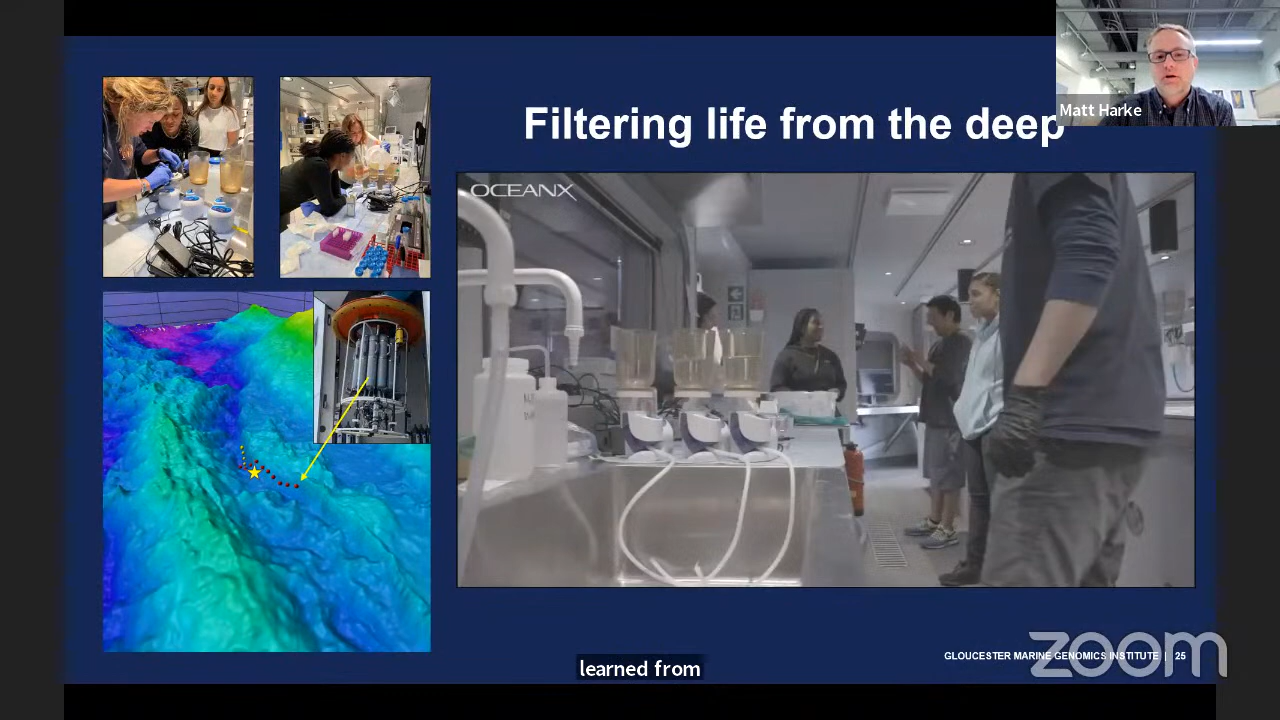 Matt Harke
Filtering life from the deep
OCEANX
GLOUCESTER MARINE GENOMICS INSTITUTE | 25
zoom
learned from